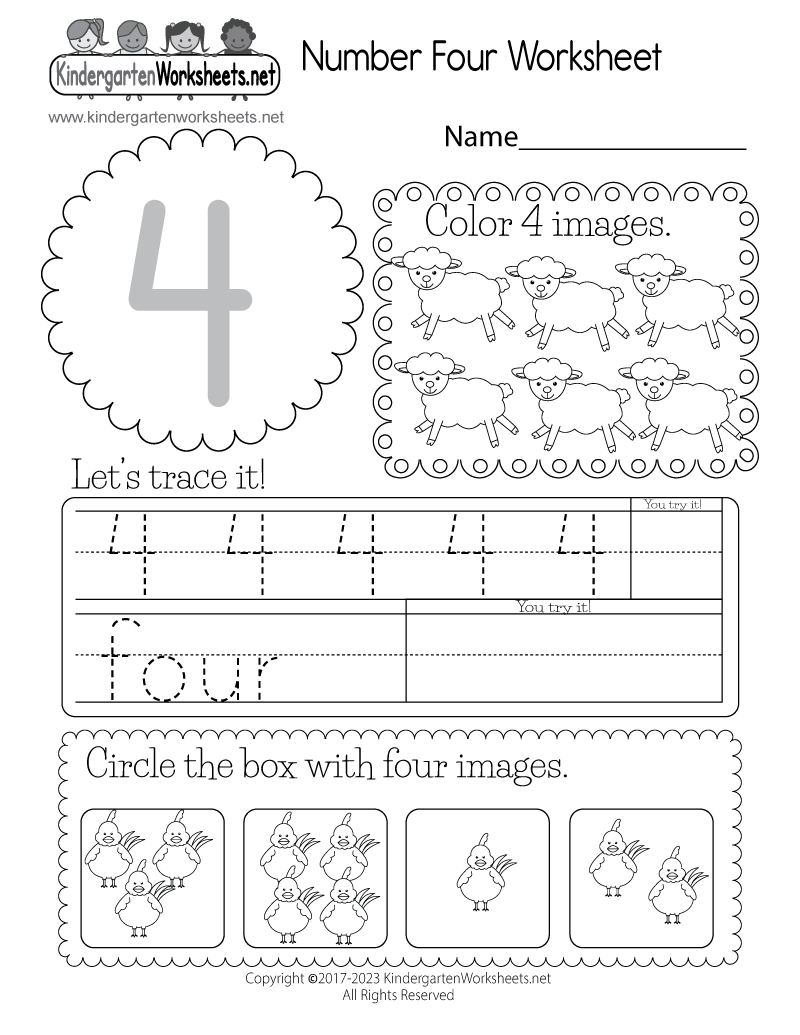 KindergartenWorksheets.net
www.kindergartenworksheets.net
Number Four Worksheet
Name
4
Color 4 images.
Let's trace it!
4 4 4 4 4
You try it!
four
You try it!
Circle the box with four images.
Copyright ©2017-2023 KindergartenWorksheets.net
All Rights Reserved